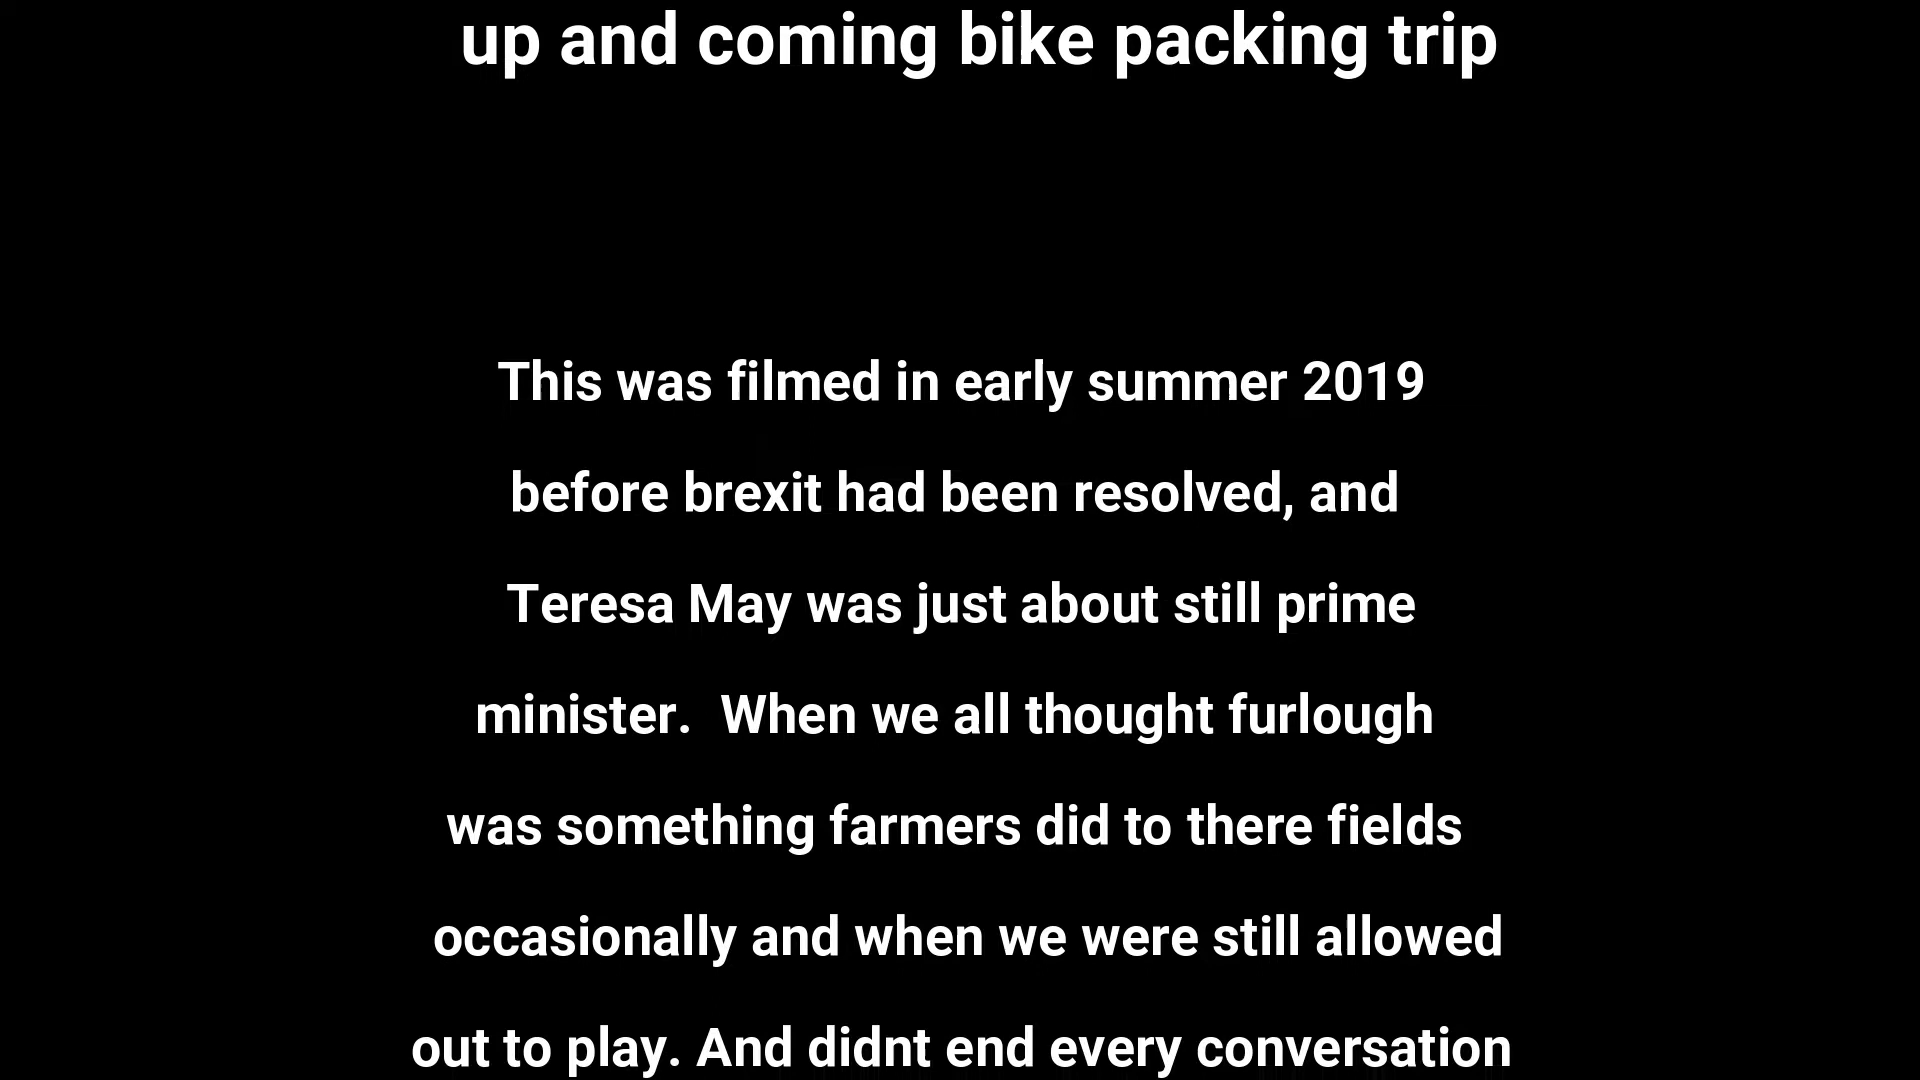 up and coming bike packing trip
This was filmed in early summer 2019
before brexit had been resolved, and
Teresa May was just about still prime
minister.  When we all thought furlough
was something farmers did to there fields
occasionally and when we were still allowed
out to play. And didnt end every conversation